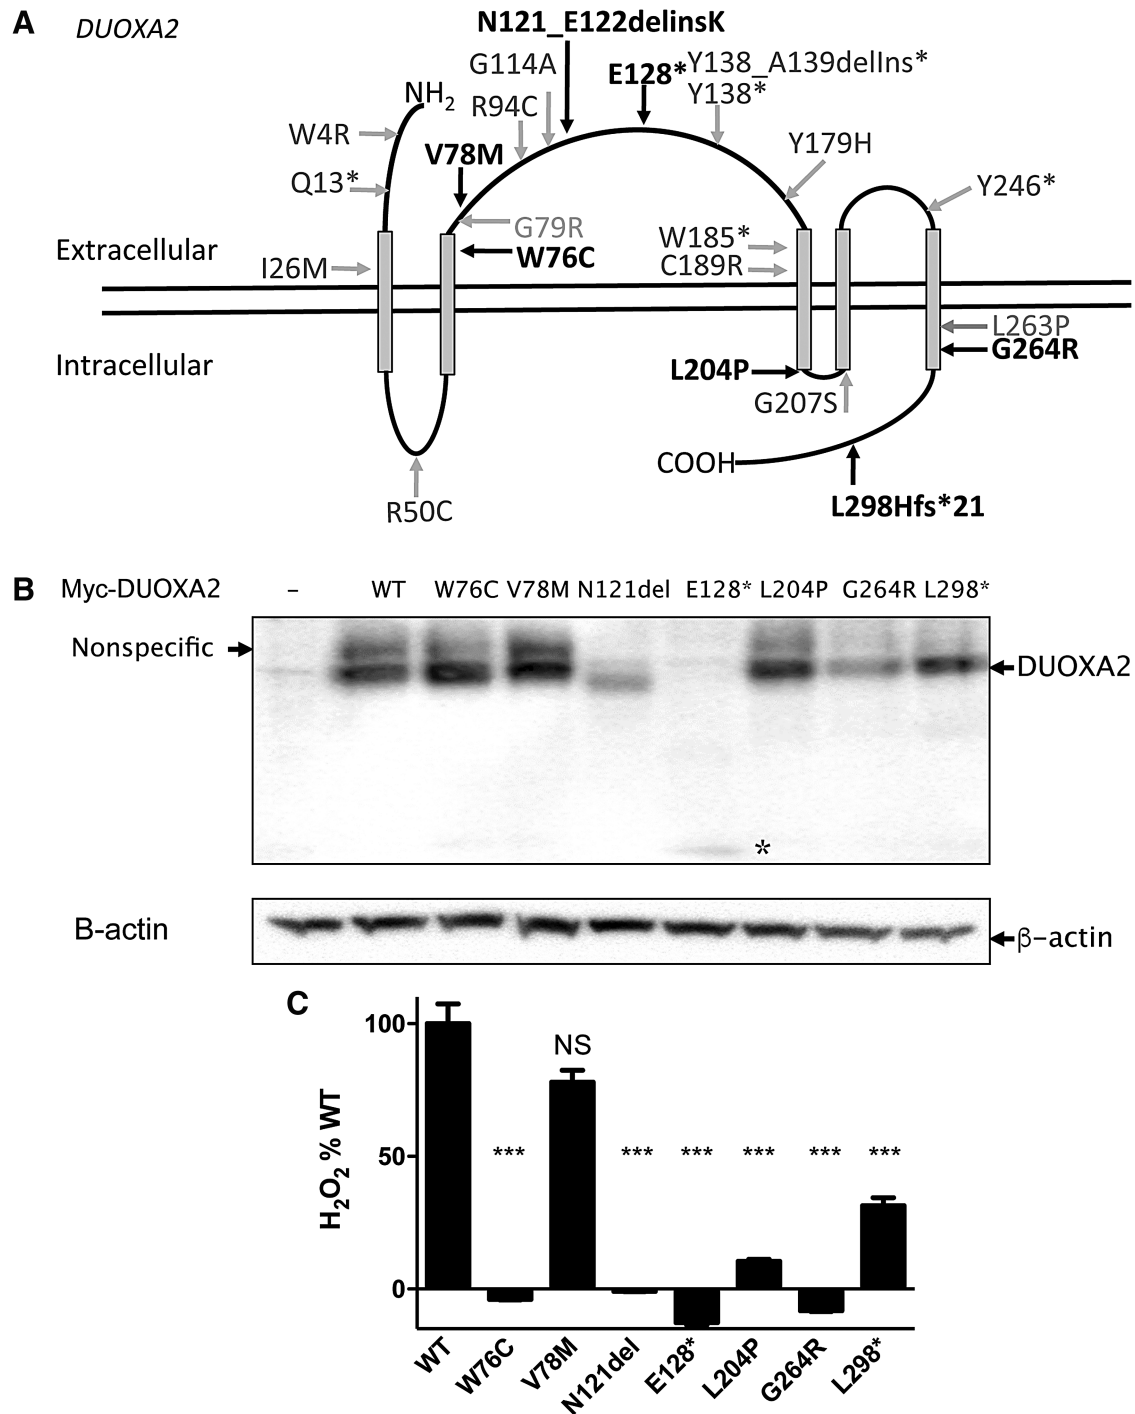 A
DUOXA2
N121_E122delinsK
G114A
E128*
Y138_A139delIns*
Y138*
NH2
R94C
W4R
V78M
Y179H
Q13*
Y246*
G79R
W185*
Extracellular
W76C
C189R
I26M
L263P
G264R
Intracellular
L204P
G207S
COOH
R50C
L298Hfs*21
B
Myc-DUOXA2
– WT W76C V78M N121del E128* L204P G264R L298*
Nonspecific
DUOXA2
*
B-actin
β-actin
C
H2O2 % WT
100
50
0
NS
*** *** *** *** *** ***
WT W76C V78M N121del E128* L204P G264R L298*